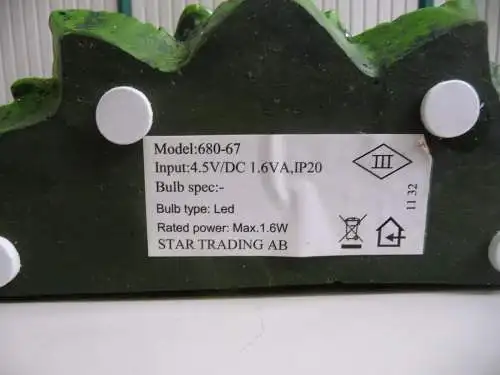 Model:680-67
Input:4.5V/DC 1.6VA,IP20
Bulb spec:-
Bulb type: Led
Rated power: Max.1.6W
STAR TRADING AB
III
11 32